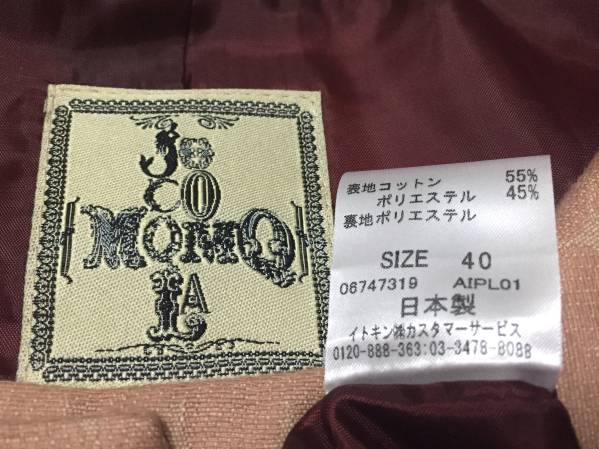 JO
CO
MOMO
LA
表地コットン 55%
ポリエステル 45%
裏地ポリエステル
SIZE 40
06747319 AIPL01
日本製
イトキン㈱カスタマーサービス
0120-888-363:03-3478-8088